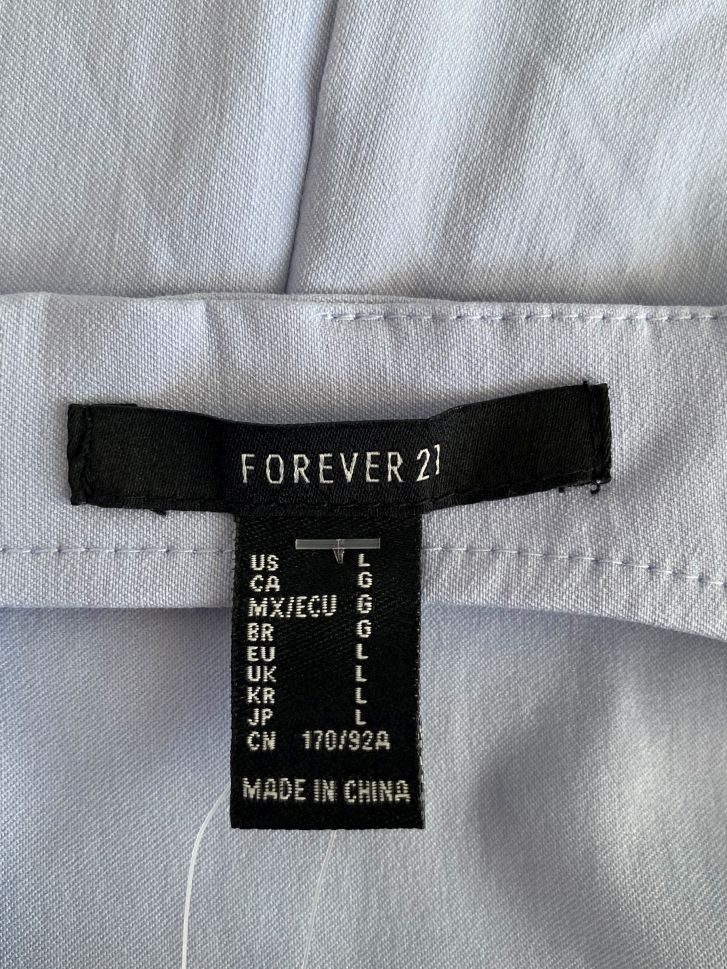 FOREVER 21
US L
CA G
MX/ECU G
BR G
EU L
UK L
KR L
JP L
CN 170/92A
MADE IN CHINA